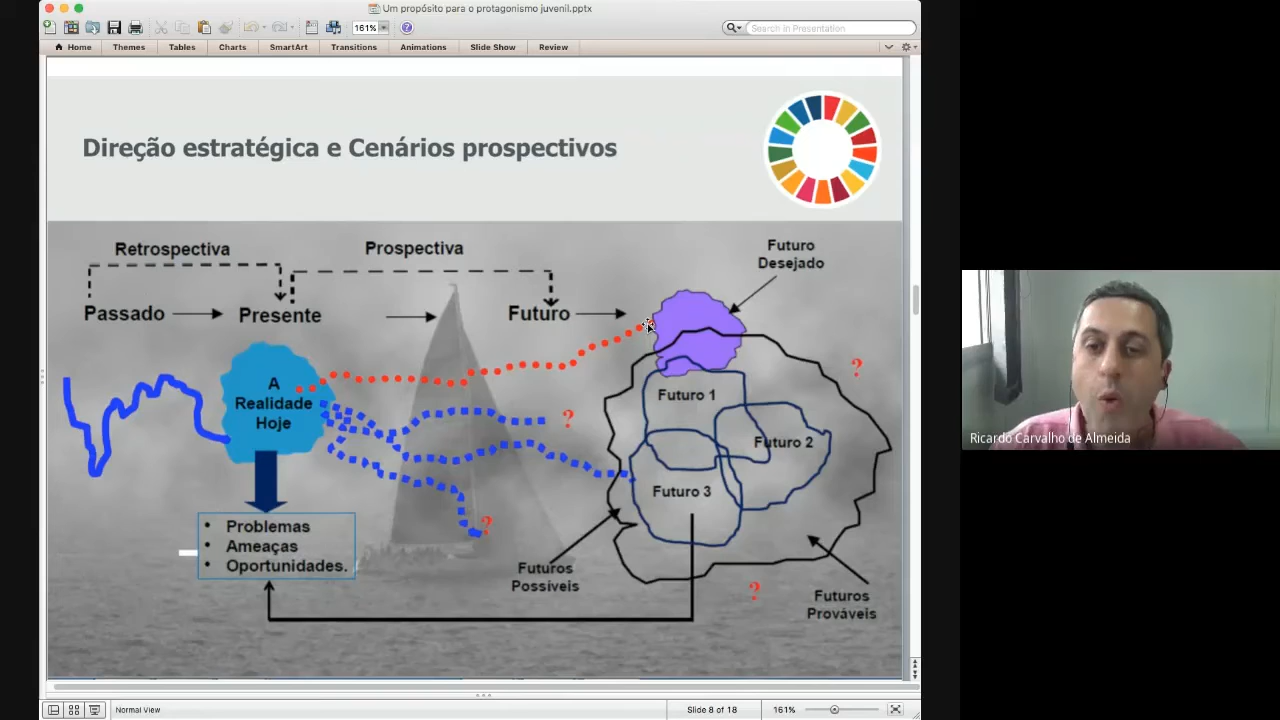 Um propósito para o protagonismo juvenil.pptx
161%
Search in Presentation
Home
Themes
Tables
Charts
SmartArt
Transitions
Animations
Slide Show
Review
Direção estratégica e Cenários prospectivos
Retrospectiva
Prospectiva
Futuro
Desejado
Passado
Presente
Futuro
A
Realidade
Hoje
?
?
Futuro 1
Futuro 2
Futuro 3
?
• Problemas
• Ameaças
• Oportunidades.
Futuros
Possíveis
?
Futuros
Prováveis
Ricardo Carvalho de Almeida
Normal View
Slide 8 of 18
161%